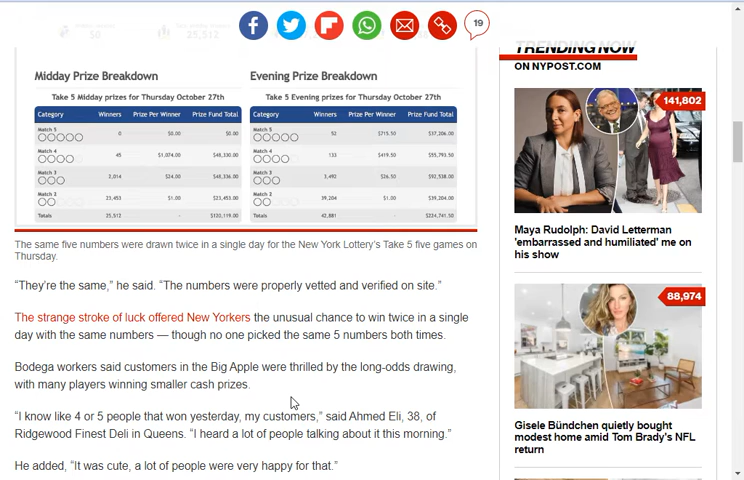 19
Midday Prize Breakdown
Take 5 Midday prizes for Thursday October 27th
Category Winners Prize Per Winner Prize Fund Total
Match 5 0 $0.00 $0.00
Match 4 45 $1,074.00 $48,330.00
Match 3 2,014 $24.00 $48,336.00
Match 2 23,453 $1.00 $23,453.00
Totals 25,512 - $120,119.00
Evening Prize Breakdown
Take 5 Evening prizes for Thursday October 27th
Category Winners Prize Per Winner Prize Fund Total
Match 5 52 $715.50 $37,206.00
Match 4 133 $419.50 $55,793.50
Match 3 3,492 $26.50 $92,538.00
Match 2 39,204 $1.00 $39,204.00
Totals 42,881 - $224,741.50
The same five numbers were drawn twice in a single day for the New York Lottery's Take 5 five games on
Thursday.
“They're the same,” he said. “The numbers were properly vetted and verified on site.”
The strange stroke of luck offered New Yorkers the unusual chance to win twice in a single
day with the same numbers — though no one picked the same 5 numbers both times.
Bodega workers said customers in the Big Apple were thrilled by the long-odds drawing,
with many players winning smaller cash prizes.
“I know like 4 or 5 people that won yesterday, my customers,” said Ahmed Eli, 38, of
Ridgewood Finest Deli in Queens. “I heard a lot of people talking about it this morning.”
He added, “It was cute, a lot of people were very happy for that.”
TRENDING NOW
ON NYPOST.COM
141,802
Maya Rudolph: David Letterman
'embarrassed and humiliated' me on
his show
88,974
Gisele Bündchen quietly bought
modest home amid Tom Brady's NFL
return